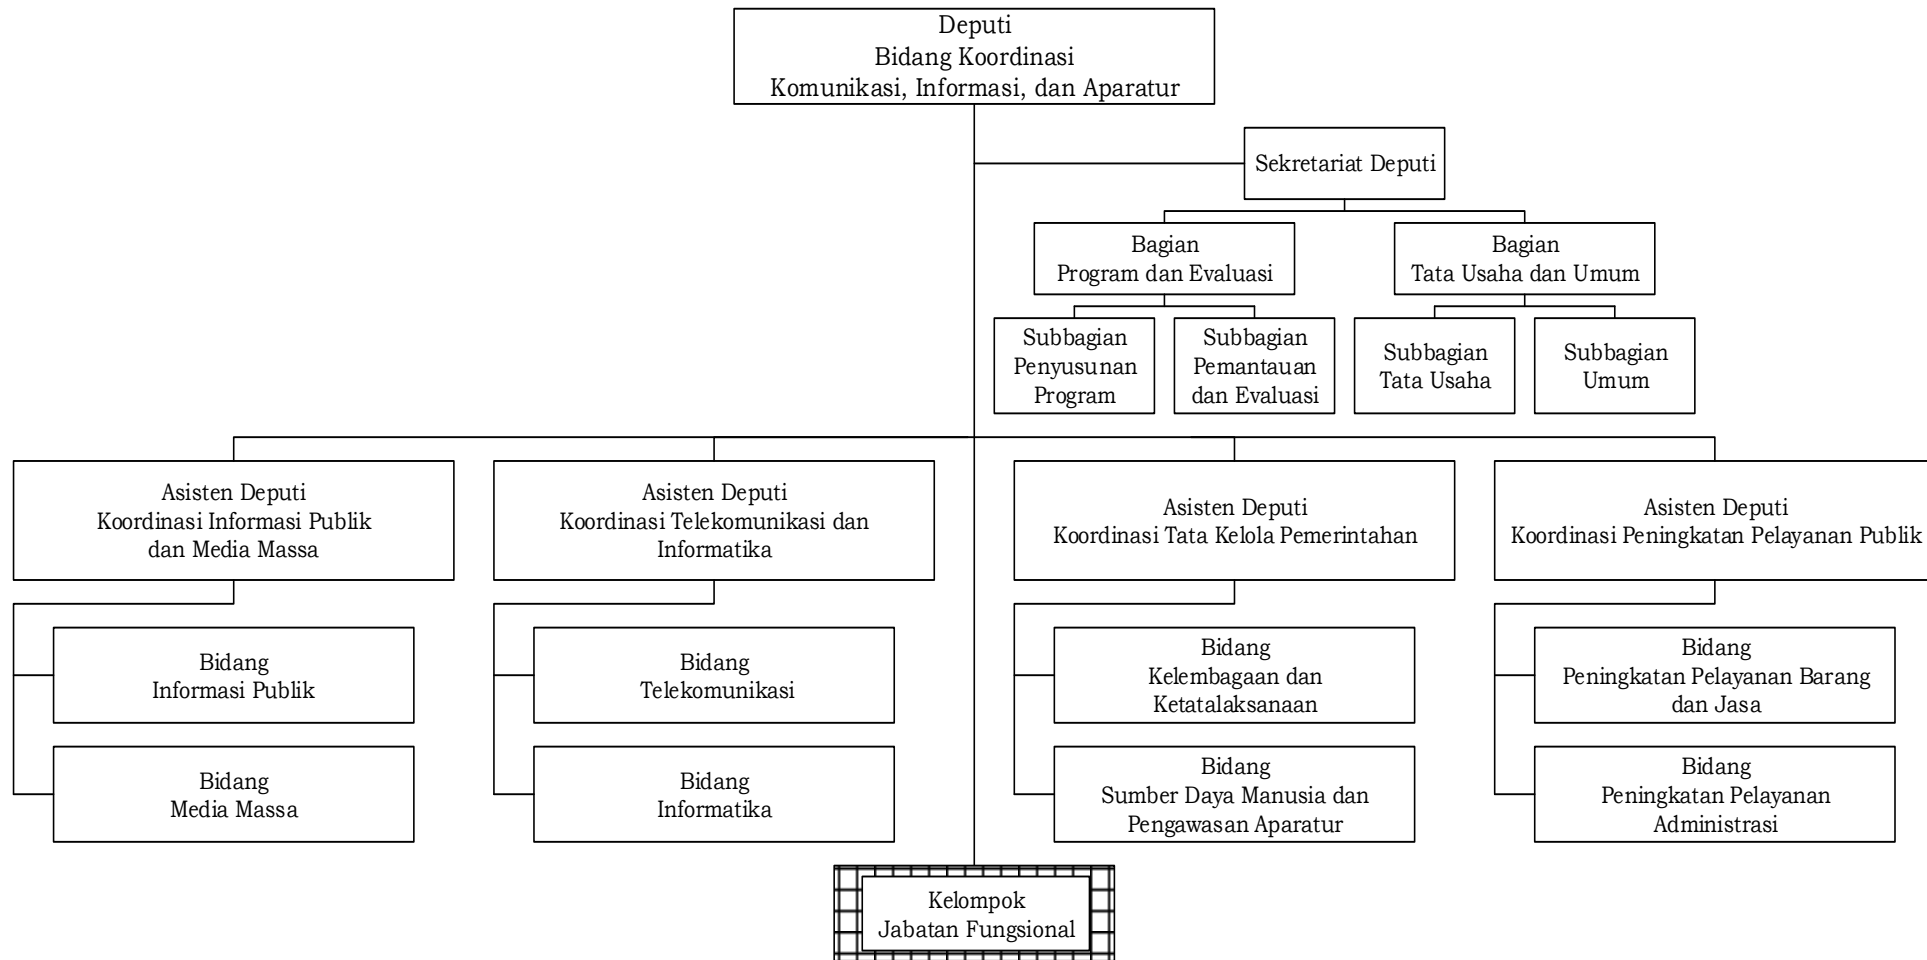 Deputi
Bidang Koordinasi
Komunikasi, Informasi, dan Aparatur
Sekretariat Deputi
Bagian
Program dan Evaluasi
Bagian
Tata Usaha dan Umum
Subbagian
Penyusunan
Program
Subbagian
Pemantauan
dan Evaluasi
Subbagian
Tata Usaha
Subbagian
Umum
Asisten Deputi
Koordinasi Informasi Publik
dan Media Massa
Asisten Deputi
Koordinasi Telekomunikasi dan
Informatika
Asisten Deputi
Koordinasi Tata Kelola Pemerintahan
Asisten Deputi
Koordinasi Peningkatan Pelayanan Publik
Bidang
Informasi Publik
Bidang
Telekomunikasi
Bidang
Kelembagaan dan
Ketatalaksanaan
Bidang
Peningkatan Pelayanan Barang
dan Jasa
Bidang
Media Massa
Bidang
Informatika
Bidang
Sumber Daya Manusia dan
Pengawasan Aparatur
Bidang
Peningkatan Pelayanan
Administrasi
Kelompok
Jabatan Fungsional